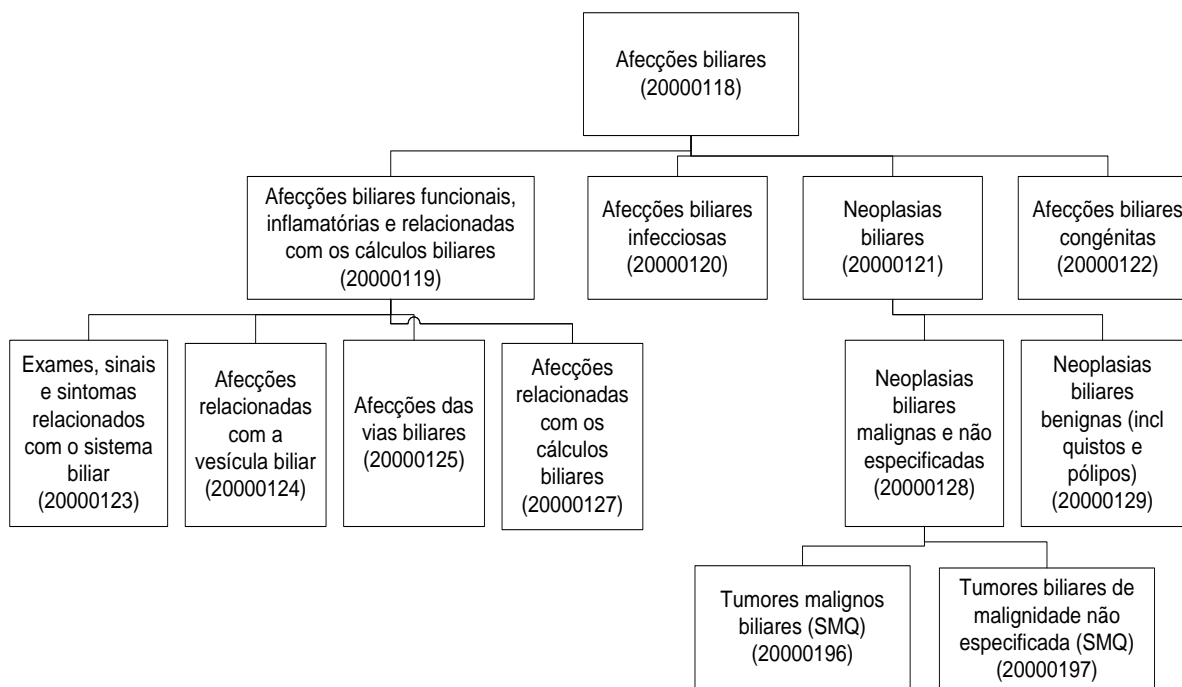 Afecções biliares
(20000118)
Afecções biliares funcionais,
inflamatórias e relacionadas
com os cálculos biliares
(20000119)
Afecções biliares
infecciosas
(20000120)
Neoplasias
biliares
(20000121)
Afecções biliares
congénitas
(20000122)
Exames, sinais
e sintomas
relacionados
com o sistema
biliar
(20000123)
Afecções
relacionadas
com a
vesícula biliar
(20000124)
Afecções das
vias biliares
(20000125)
Afecções
relacionadas
com os
cálculos
biliares
(20000127)
Neoplasias
biliares
malignas e não
especificadas
(20000128)
Neoplasias
biliares
benignas (incl
quistos e
pólipos)
(20000129)
Tumores malignos
biliares (SMQ)
(20000196)
Tumores biliares de
malignidade não
especificada (SMQ)
(20000197)